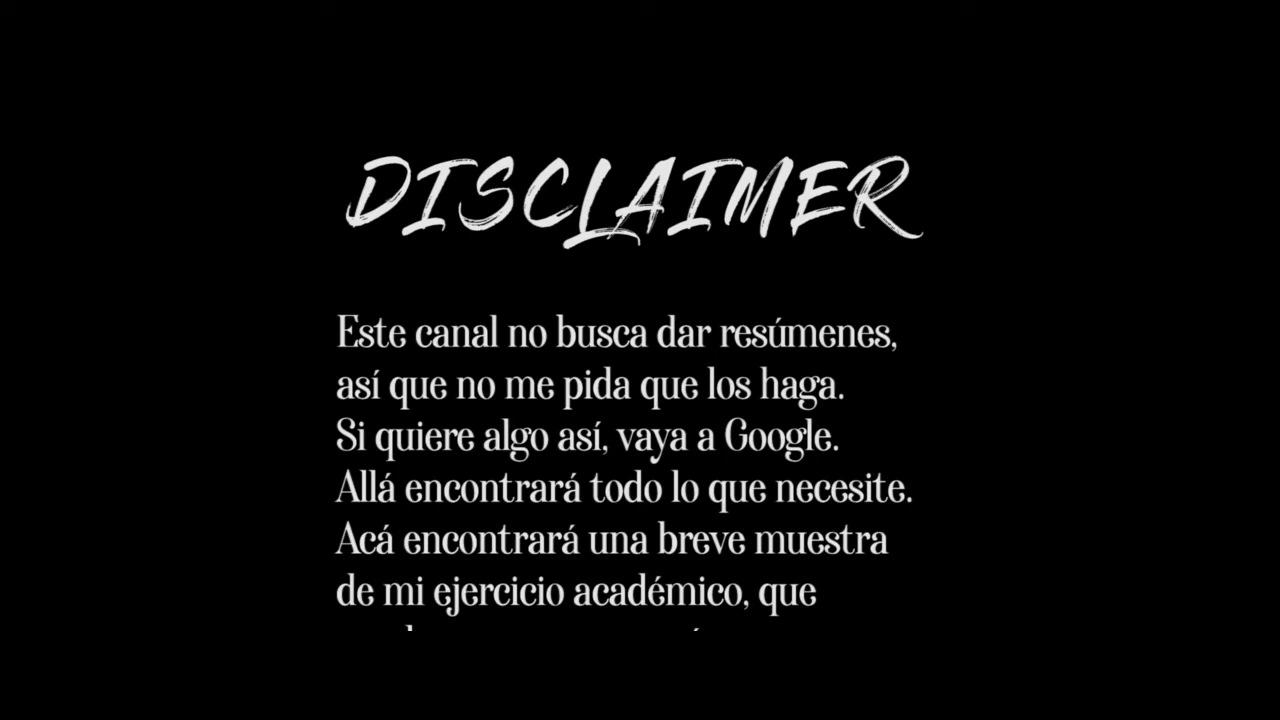 DISCLAIMER
Este canal no busca dar resúmenes,
así que no me pida que los haga.
Si quiere algo así, vaya a Google.
Allá encontrará todo lo que necesite.
Acá encontrará una breve muestra
de mi ejercicio académico, que